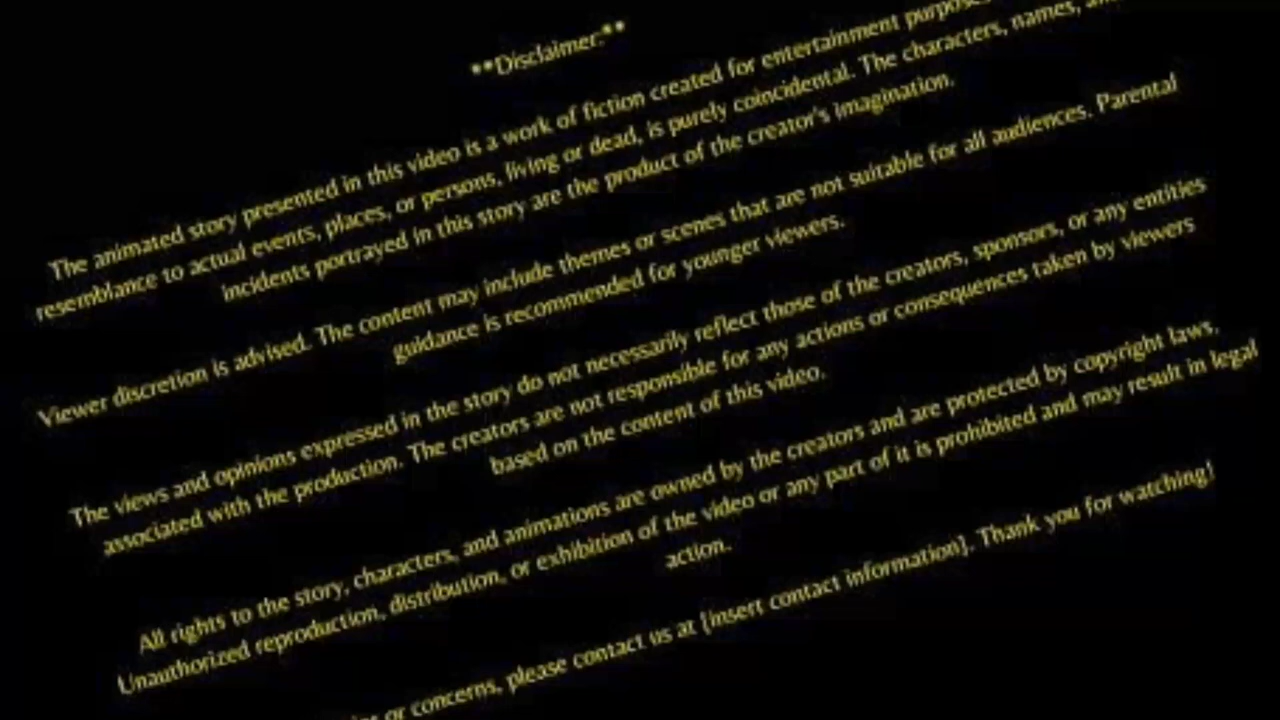 **Disclaimer:**
The animated story presented in this video is a work of fiction created for entertainment purposes
resemblance to actual events, places, or persons, living or dead, is purely coincidental. The characters, names,
incidents portrayed in this story are the product of the creator's imagination.
Viewer discretion is advised. The content may include themes or scenes that are not suitable for all audiences. Parental
guidance is recommended for younger viewers.
The views and opinions expressed in the story do not necessarily reflect those of the creators, sponsors, or any entities
associated with the production. The creators are not responsible for any actions or consequences taken by viewers
based on the content of this video.
All rights to the story, characters, and animations are owned by the creators and are protected by copyright laws.
Unauthorized reproduction, distribution, or exhibition of the video or any part of it is prohibited and may result in legal
action.
or concerns, please contact us at [insert contact information]. Thank you for watching!